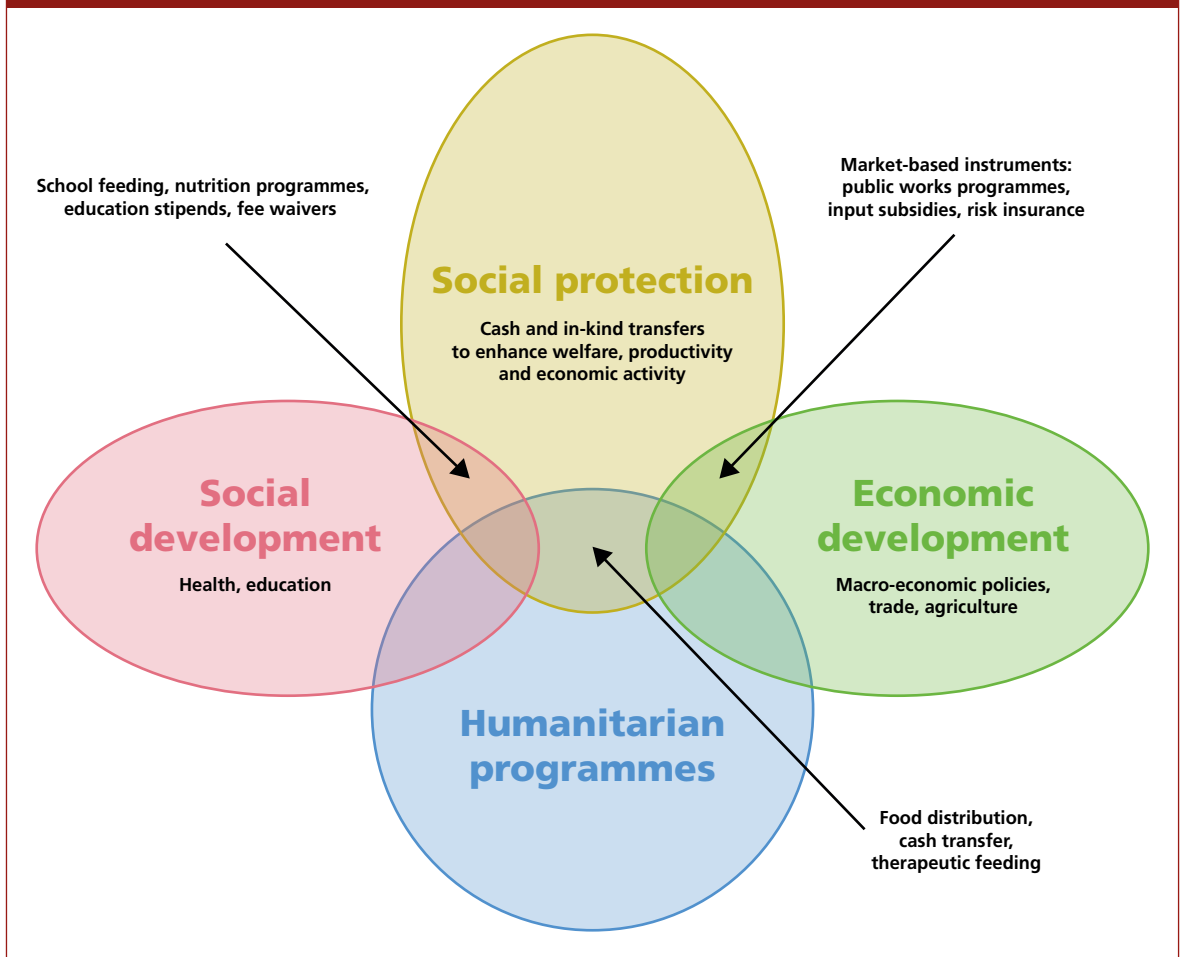 School feeding, nutrition programmes,
education stipends, fee waivers
Market-based instruments:
public works programmes,
input subsidies, risk insurance
Social protection
Cash and in-kind transfers
to enhance welfare, productivity
and economic activity
Social
development
Health, education
Economic
development
Macro-economic policies,
trade, agriculture
Humanitarian
programmes
Food distribution,
cash transfer,
therapeutic feeding